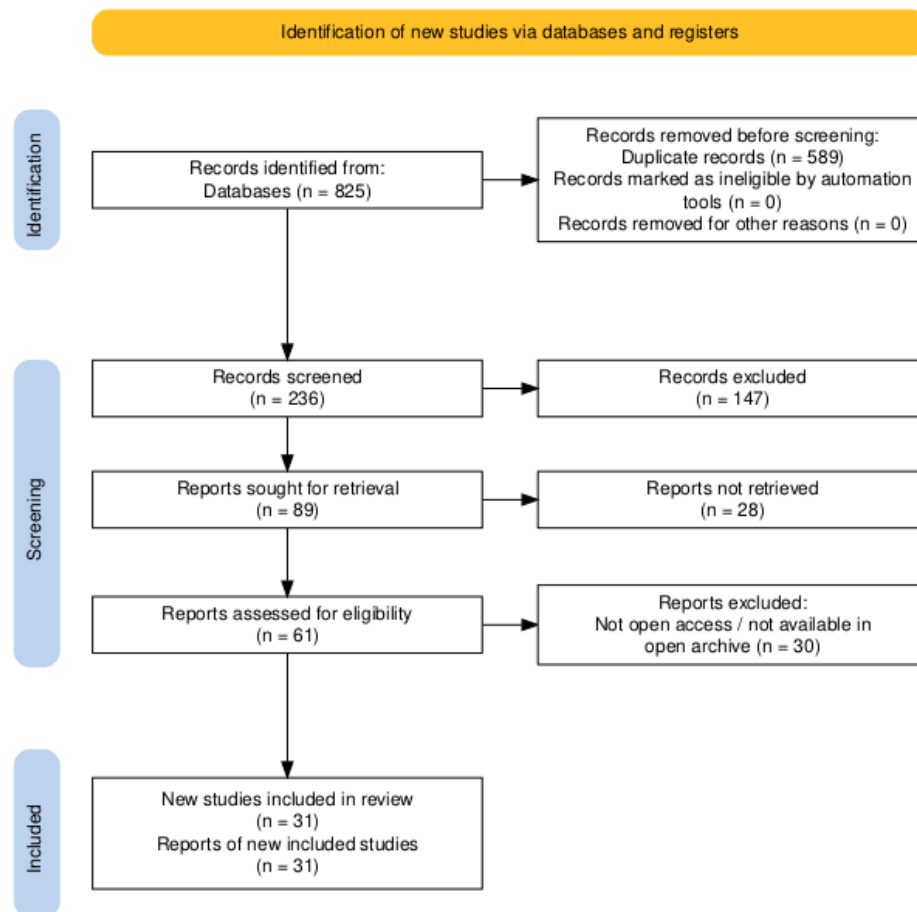 Identification of new studies via databases and registers
Identification
Records identified from:
Databases (n = 825)
Records removed before screening:
Duplicate records (n = 589)
Records marked as ineligible by automation
tools (n = 0)
Records removed for other reasons (n = 0)
Screening
Records screened
(n = 236)
Records excluded
(n = 147)
Reports sought for retrieval
(n = 89)
Reports not retrieved
(n = 28)
Reports assessed for eligibility
(n = 61)
Reports excluded:
Not open access / not available in
open archive (n = 30)
Included
New studies included in review
(n = 31)
Reports of new included studies
(n = 31)